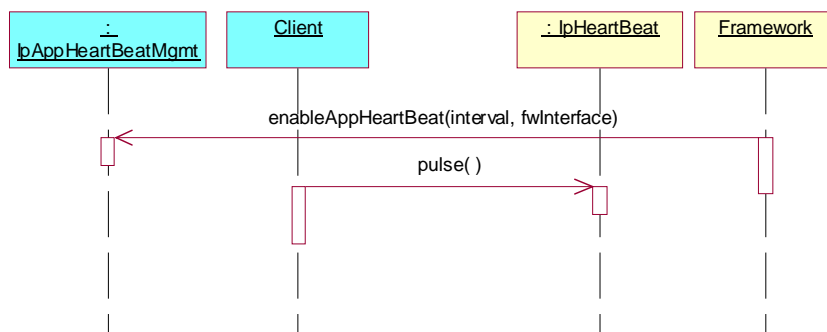 :
IpAppHeartBeatMgmt
Client
: IpHeartBeat
Framework
enableAppHeartBeat(interval, fwInterface)
pulse( )